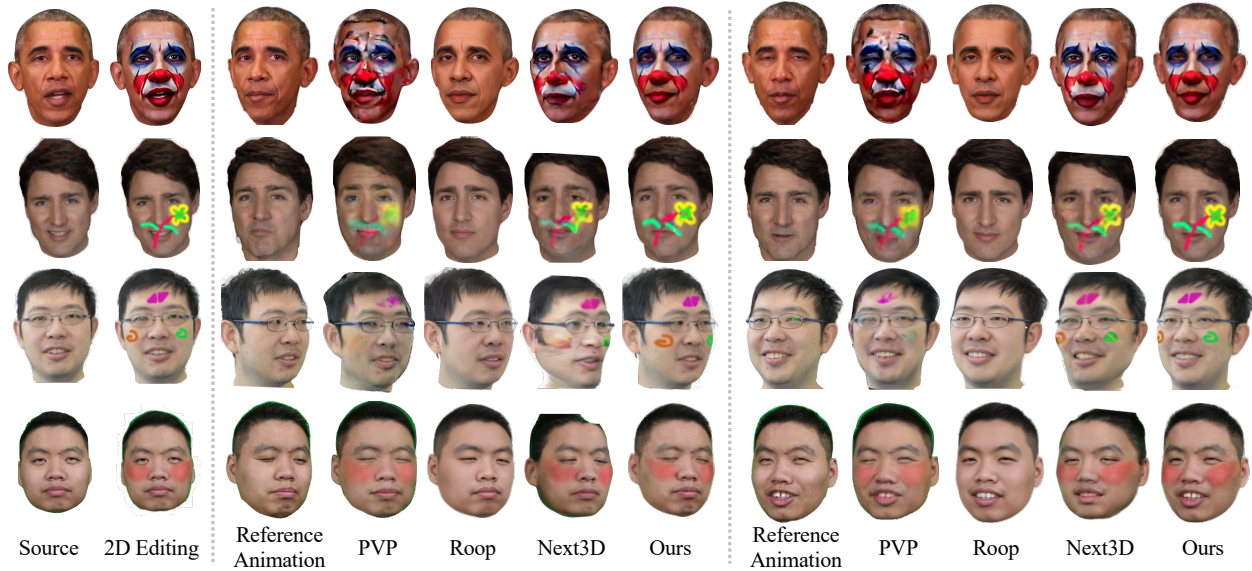 Source
2D Editing
Reference
Animation
PVP
Roop
Next3D
Ours
Reference
Animation
PVP
Roop
Next3D
Ours